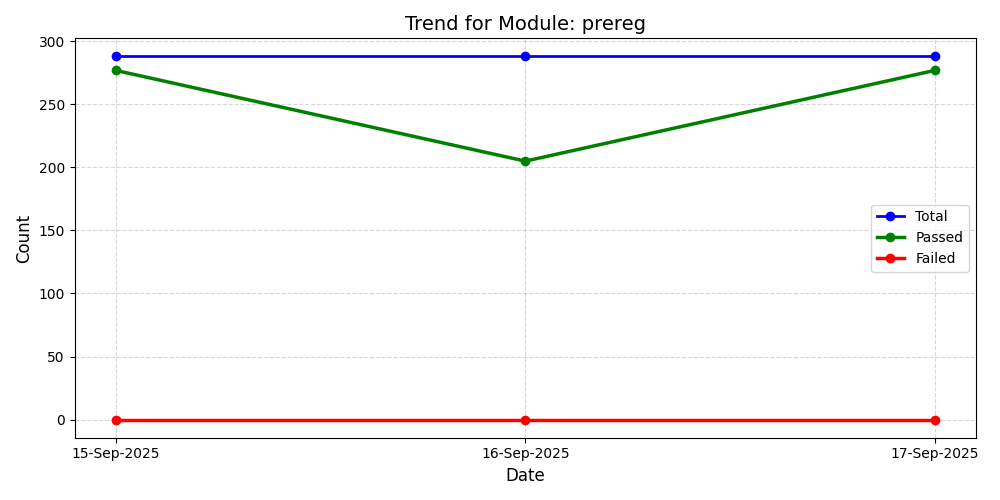 Trend for Module: prereg
300
250
200
150
100
50
0
Count
Total
Passed
Failed
15-Sep-2025
16-Sep-2025
17-Sep-2025
Date